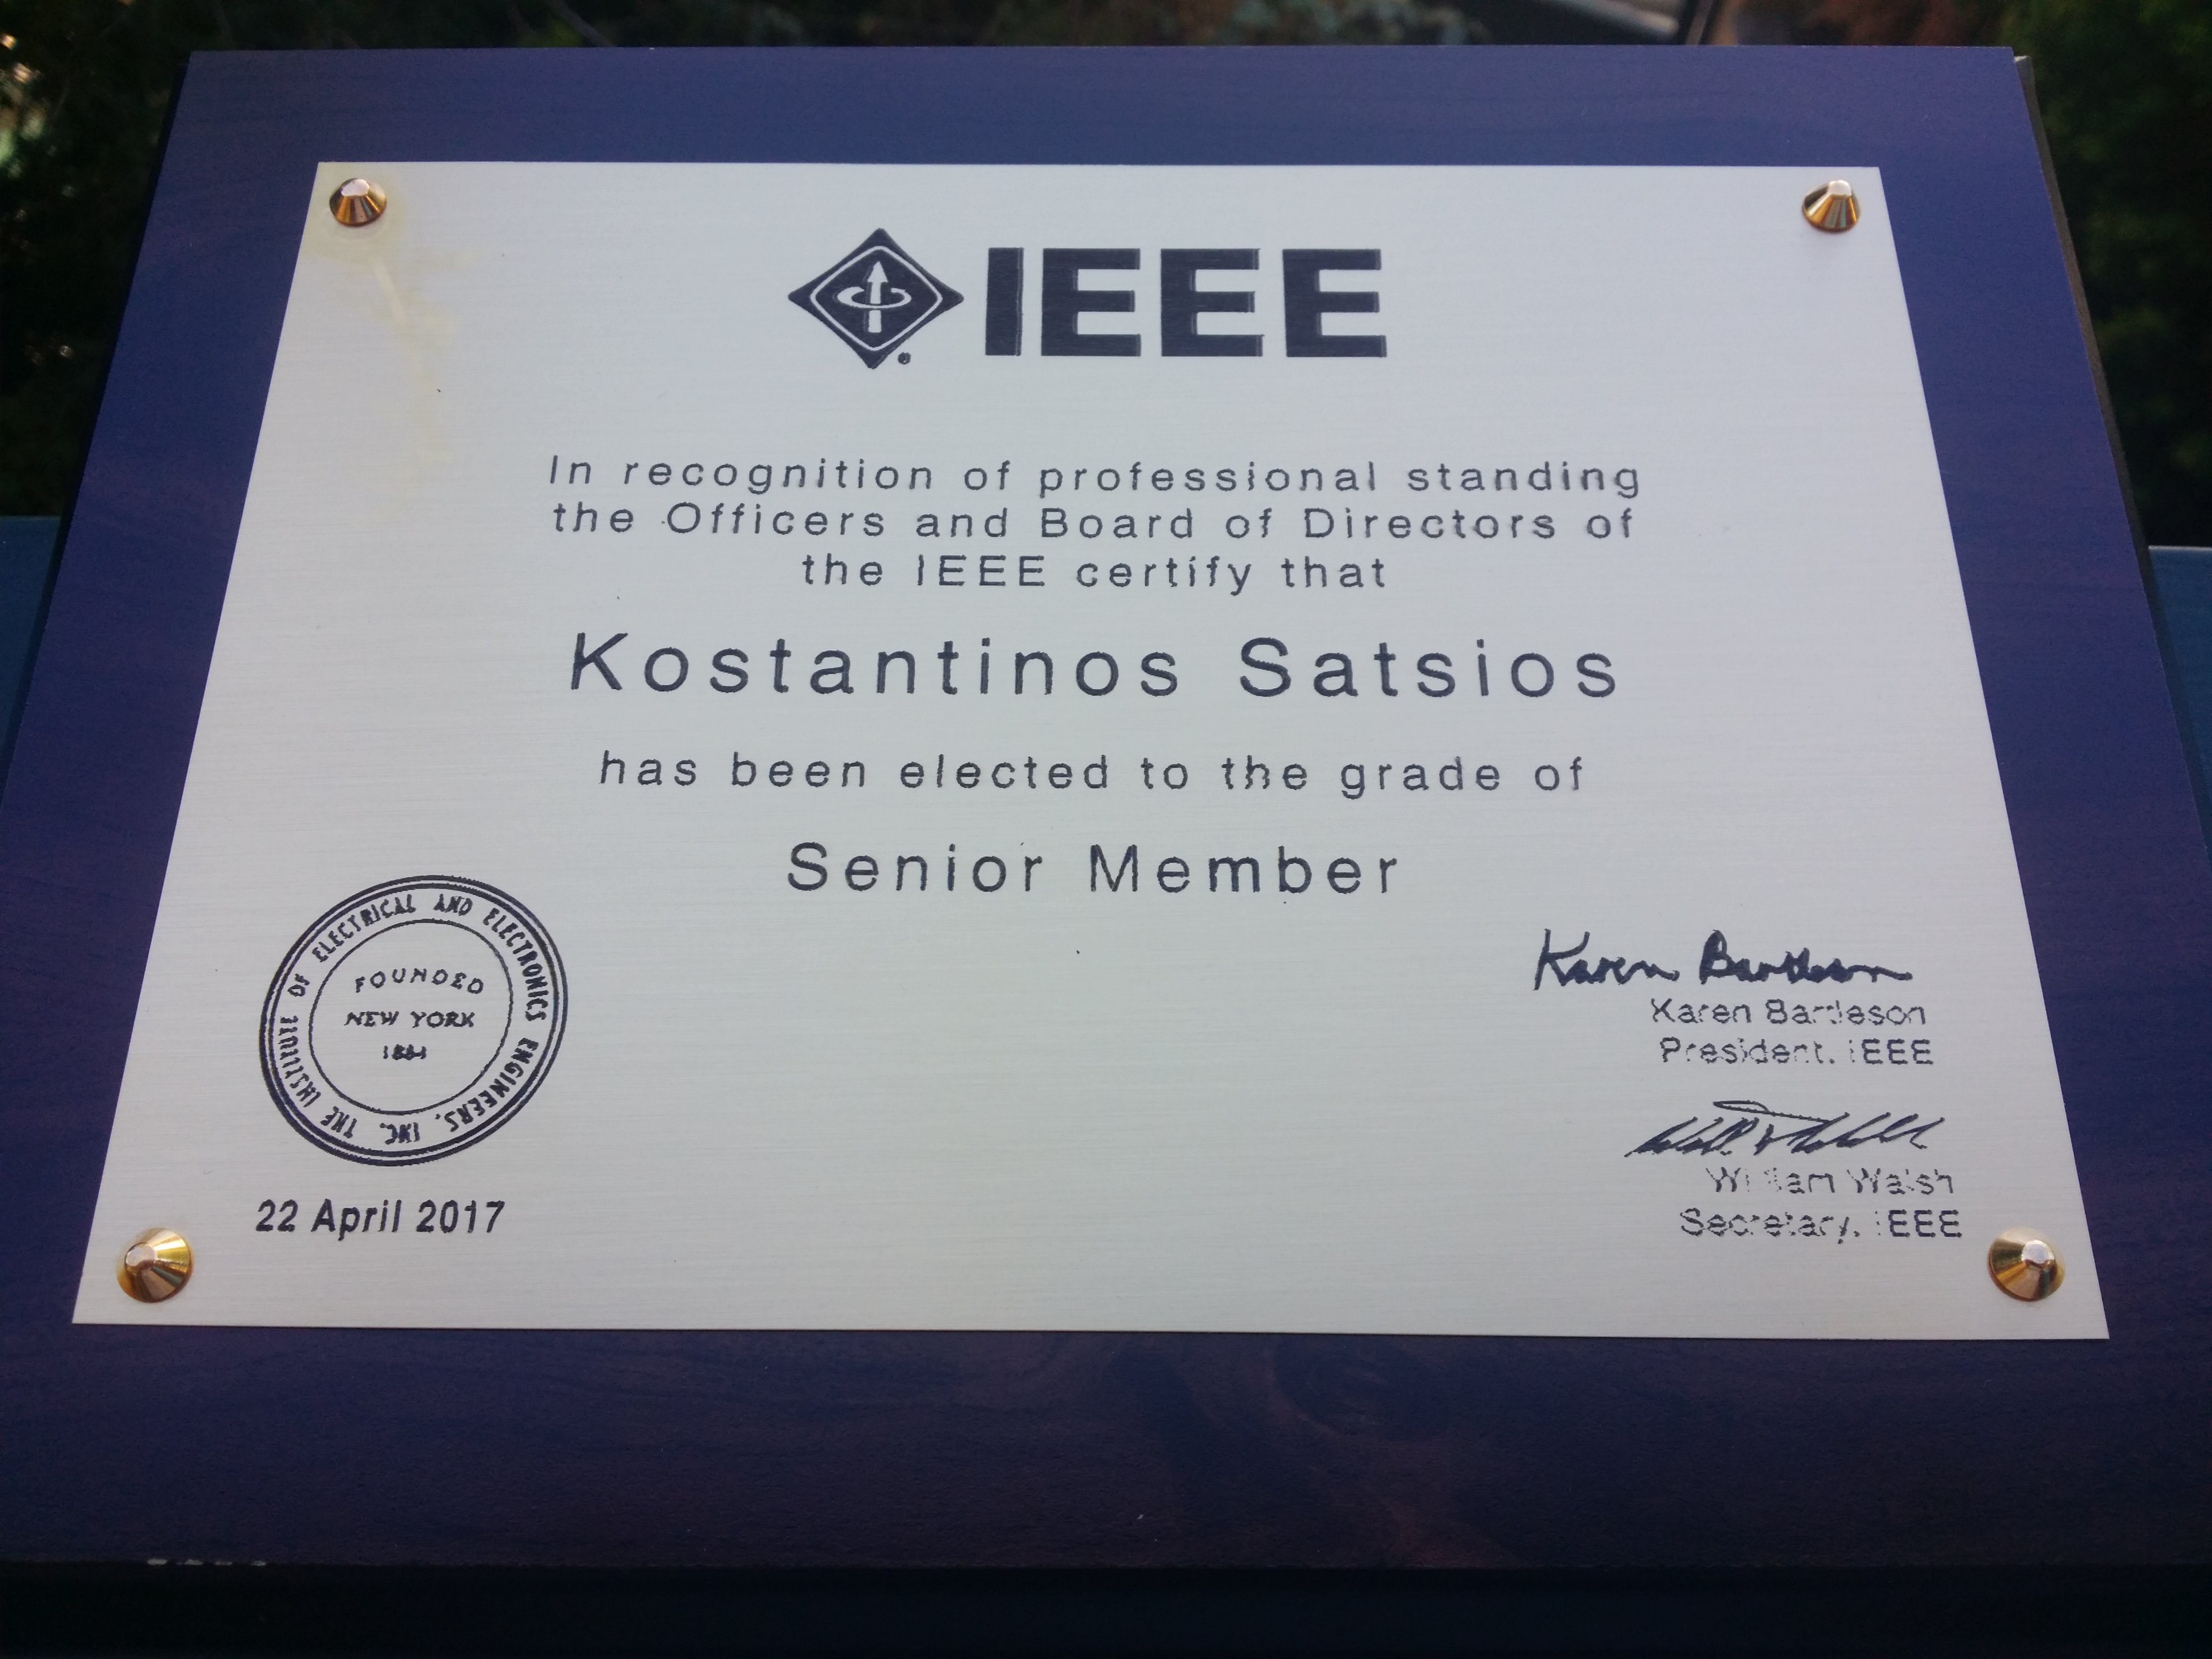 IEEE
In recognition of professional standing
the Officers and Board of Directors of
the IEEE certify that
Kostantinos Satsios
has been elected to the grade of
Senior Member
THE INSTITUTE OF ELECTRICAL AND ELECTRONICS ENGINEERS, INC.
FOUNDED
NEW YORK
1884
22 April 2017
Karen Bartleson
Karen Bartleson
President, IEEE
William Walsh
Secretary, IEEE